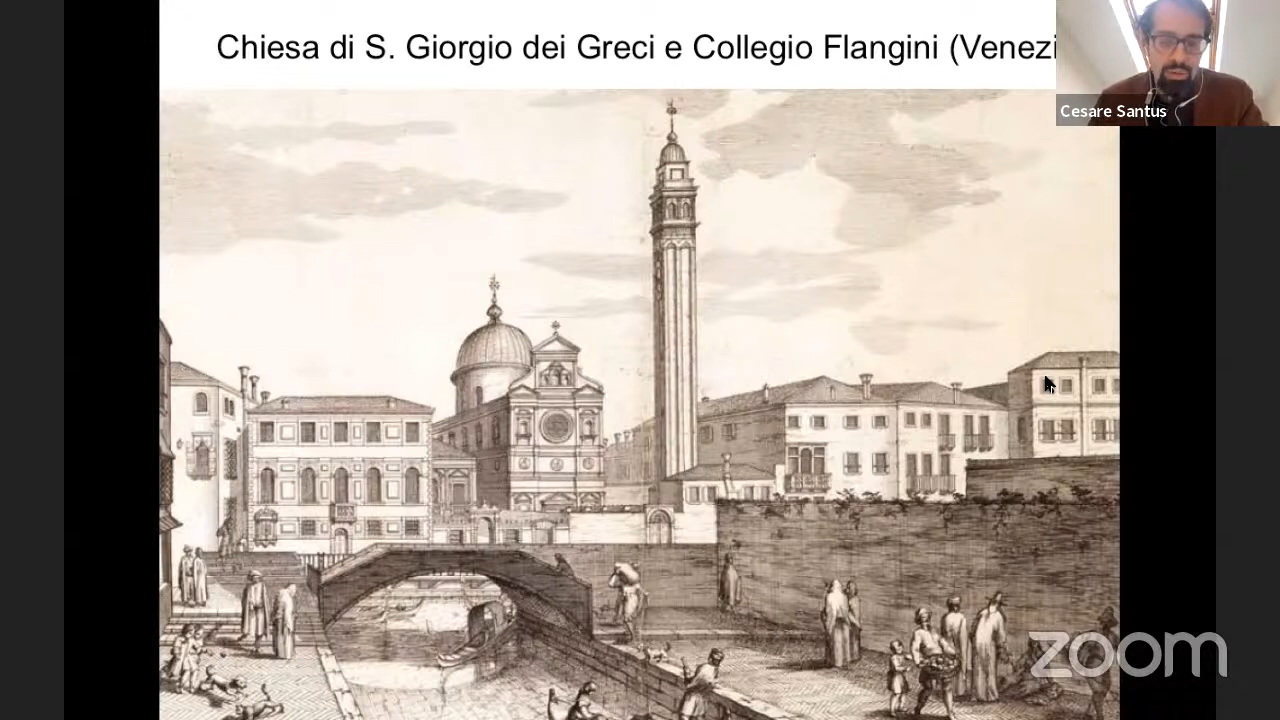 Chiesa di S. Giorgio dei Greci e Collegio Flangini (Venezi
Cesare Santus
zoom